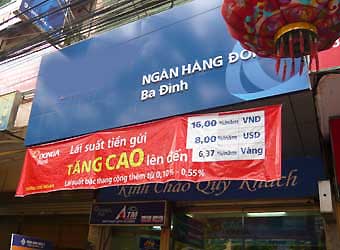 NGÂN HÀNG ĐÔ
Ba Đình
DONGA Bank
Lãi suất tiền gửi
TĂNG CAO lên đến
Lãi suất bậc thang cộng thêm từ 0,10% - 0,55%
16,00 %/năm VND
8,00 %/năm USD
6,37 %/năm Vàng
Kính Chào Quý Khách
ATM